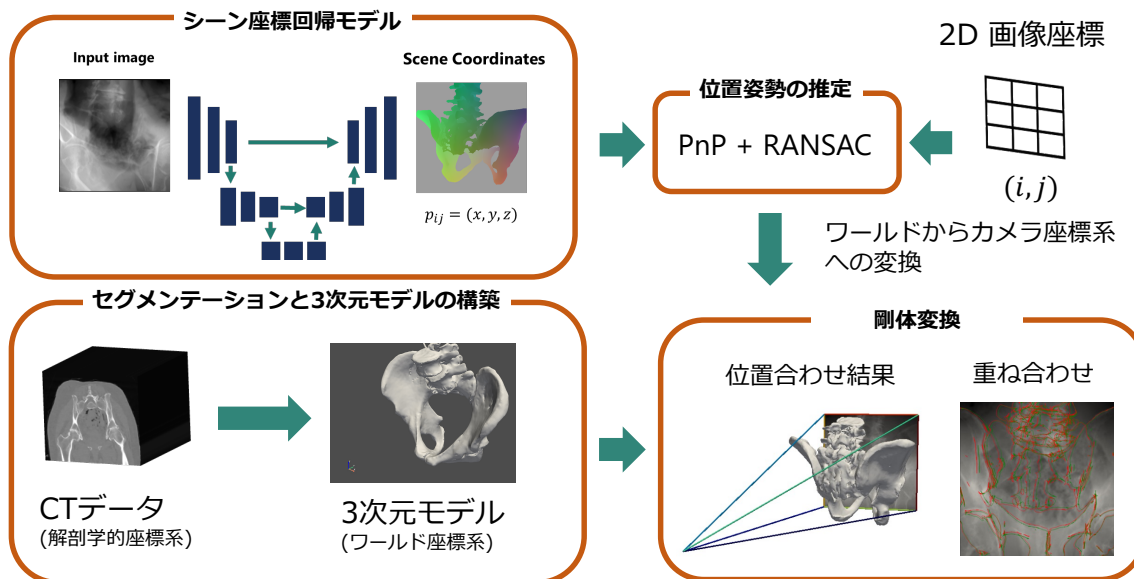 シーン座標回帰モデル
Input image
Scene Coordinates
p_{ij} = (x, y, z)
位置姿勢の推定
PnP + RANSAC
2D 画像座標
(i, j)
ワールドからカメラ座標系
への変換
セグメンテーションと3次元モデルの構築
CTデータ
(解剖学的座標系)
3次元モデル
(ワールド座標系)
剛体変換
位置合わせ結果
重ね合わせ